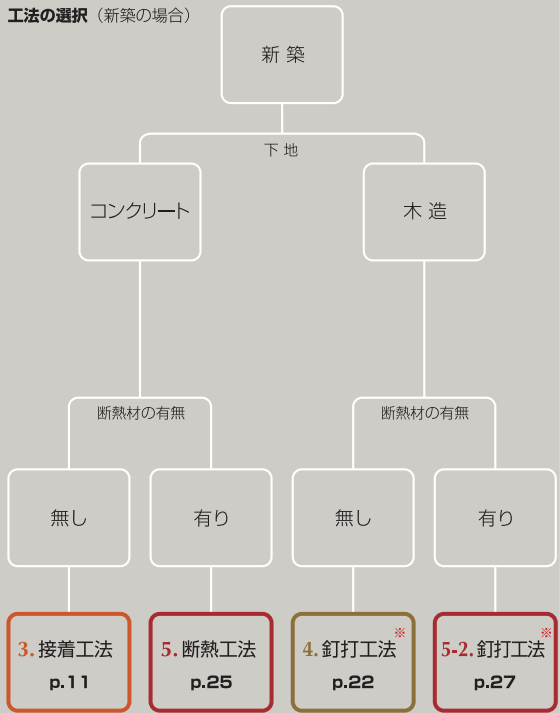 工法の選択（新築の場合）
新築
下地
コンクリート
木造
断熱材の有無
断熱材の有無
無し
有り
無し
有り
3. 接着工法
p.11
5. 断熱工法
p.25
4. 釘打工法※
p.22
5-2. 釘打工法※
p.27